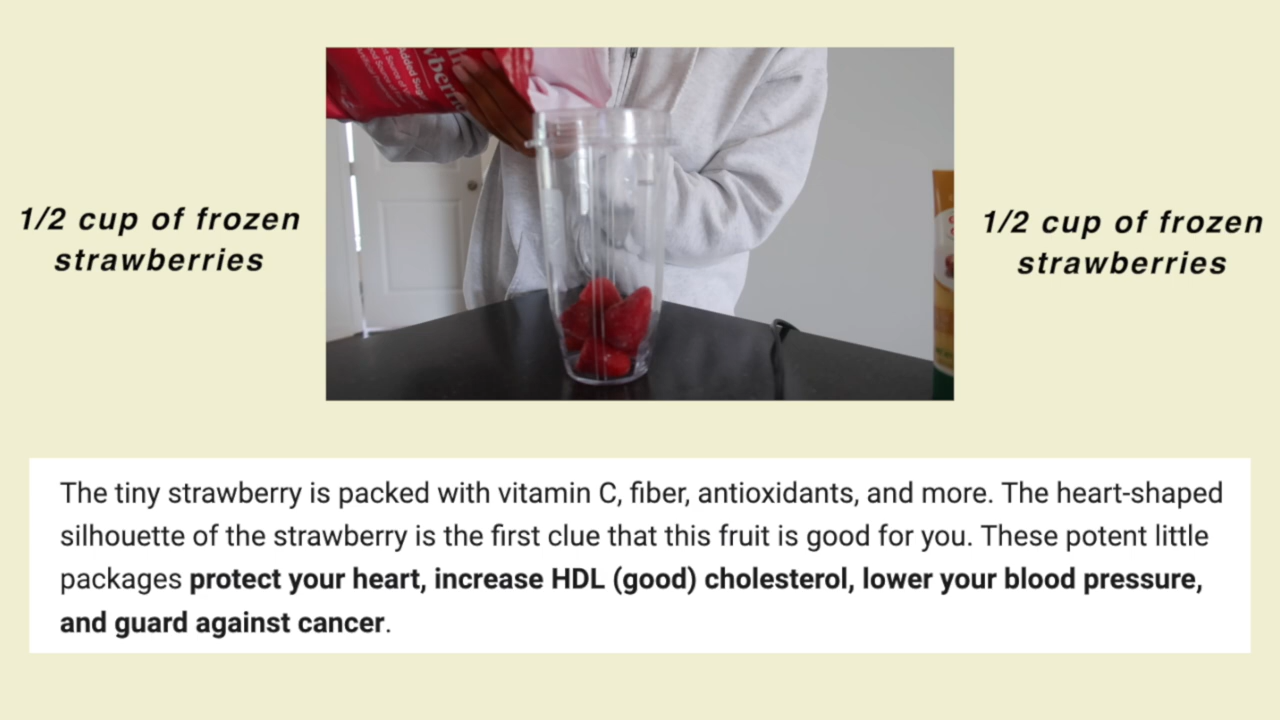 1/2 cup of frozen
strawberries
1/2 cup of frozen
strawberries
The tiny strawberry is packed with vitamin C, fiber, antioxidants, and more. The heart-shaped
silhouette of the strawberry is the first clue that this fruit is good for you. These potent little
packages protect your heart, increase HDL (good) cholesterol, lower your blood pressure,
and guard against cancer.